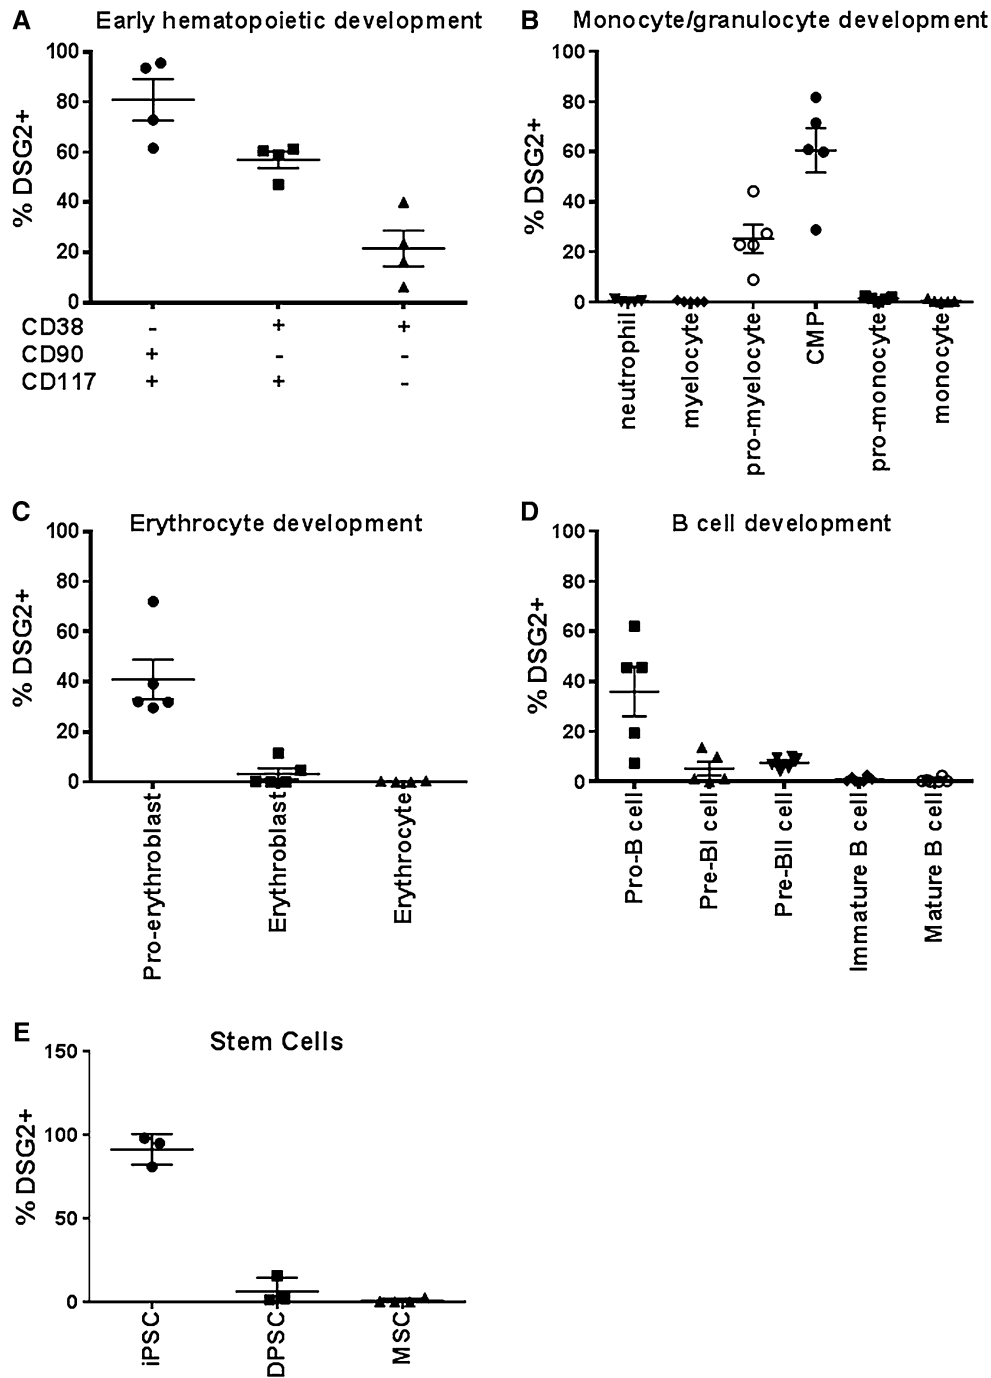 A Early hematopoietic development
% DSG2+
100
80
60
40
20
0
CD38 - + +
CD90 + - -
CD117 + + -
B Monocyte/granulocyte development
% DSG2+
100
80
60
40
20
0
neutrophil
myelocyte
pro-myelocyte
CMP
pro-monocyte
monocyte
C Erythrocyte development
% DSG2+
100
80
60
40
20
0
Pro-erythroblast
Erythroblast
Erythrocyte
D B cell development
% DSG2+
100
80
60
40
20
0
Pro-B cell
Pre-BI cell
Pre-BII cell
Immature B cell
Mature B cell
E Stem Cells
% DSG2+
150
100
50
0
iPSC
DPSC
MSC